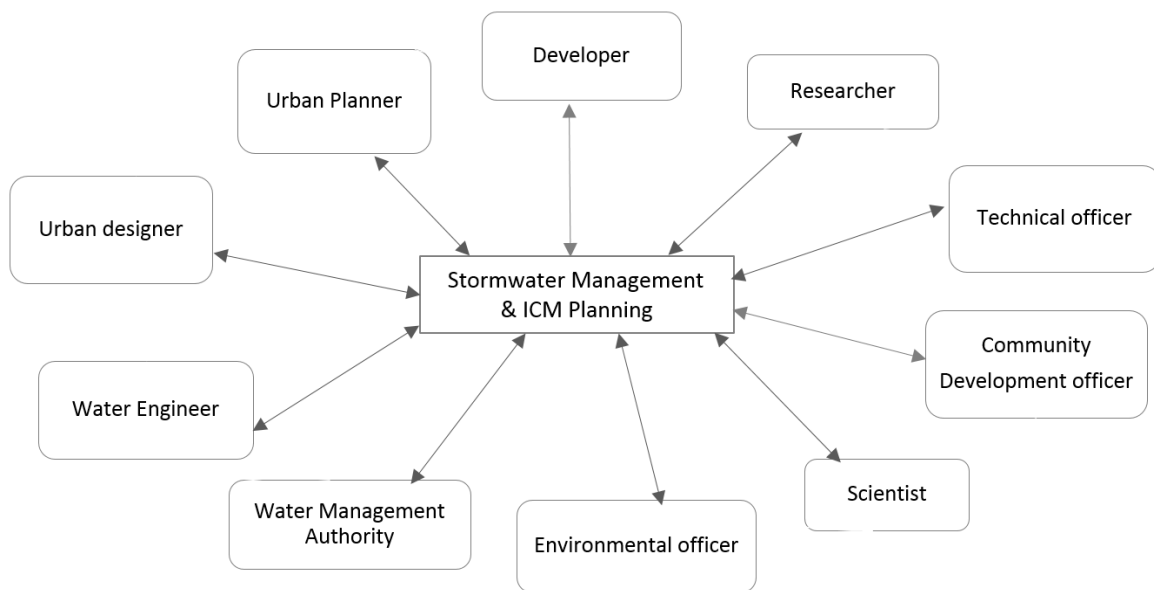 Developer
Urban Planner
Researcher
Urban designer
Technical officer
Stormwater Management
& ICM Planning
Community
Development officer
Water Engineer
Scientist
Water Management
Authority
Environmental officer